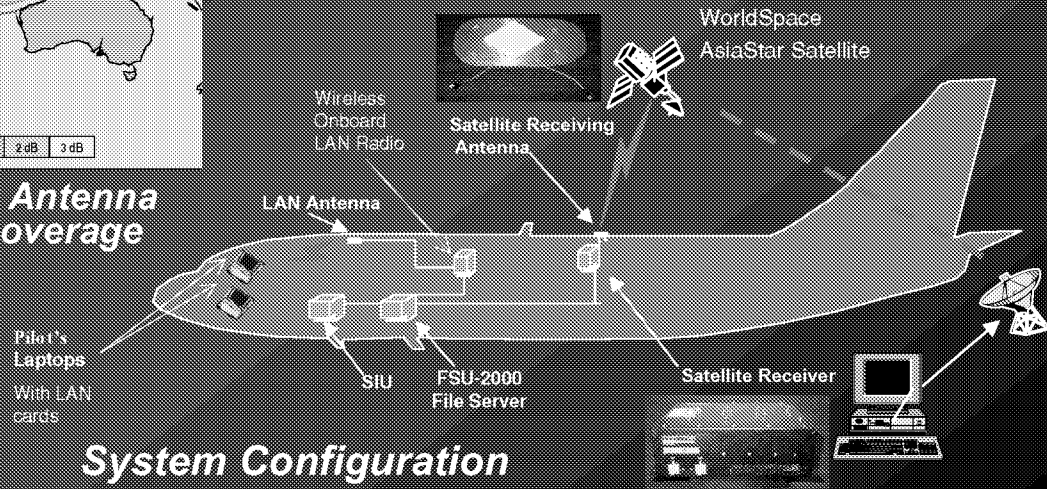 WorldSpace
AsiaStar Satellite
Wireless
Onboard
LAN Radio
Satellite Receiving
Antenna
2 dB
3 dB
Antenna
overage
LAN Antenna
Pilot's
Laptops
With LAN
cards
SIU
FSU-2000
File Server
Satellite Receiver
System Configuration